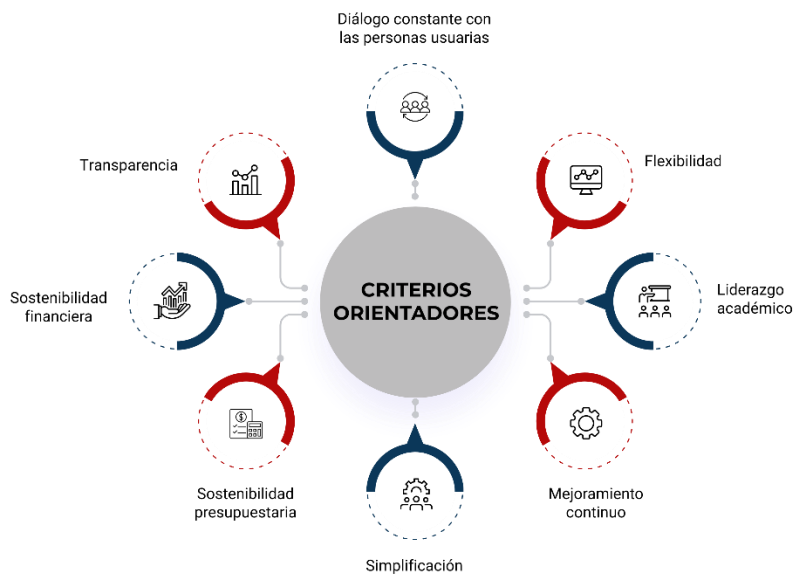 Diálogo constante con
las personas usuarias
Transparencia
Flexibilidad
Sostenibilidad
financiera
CRITERIOS
ORIENTADORES
Liderazgo
académico
Sostenibilidad
presupuestaria
Mejoramiento
continuo
Simplificación